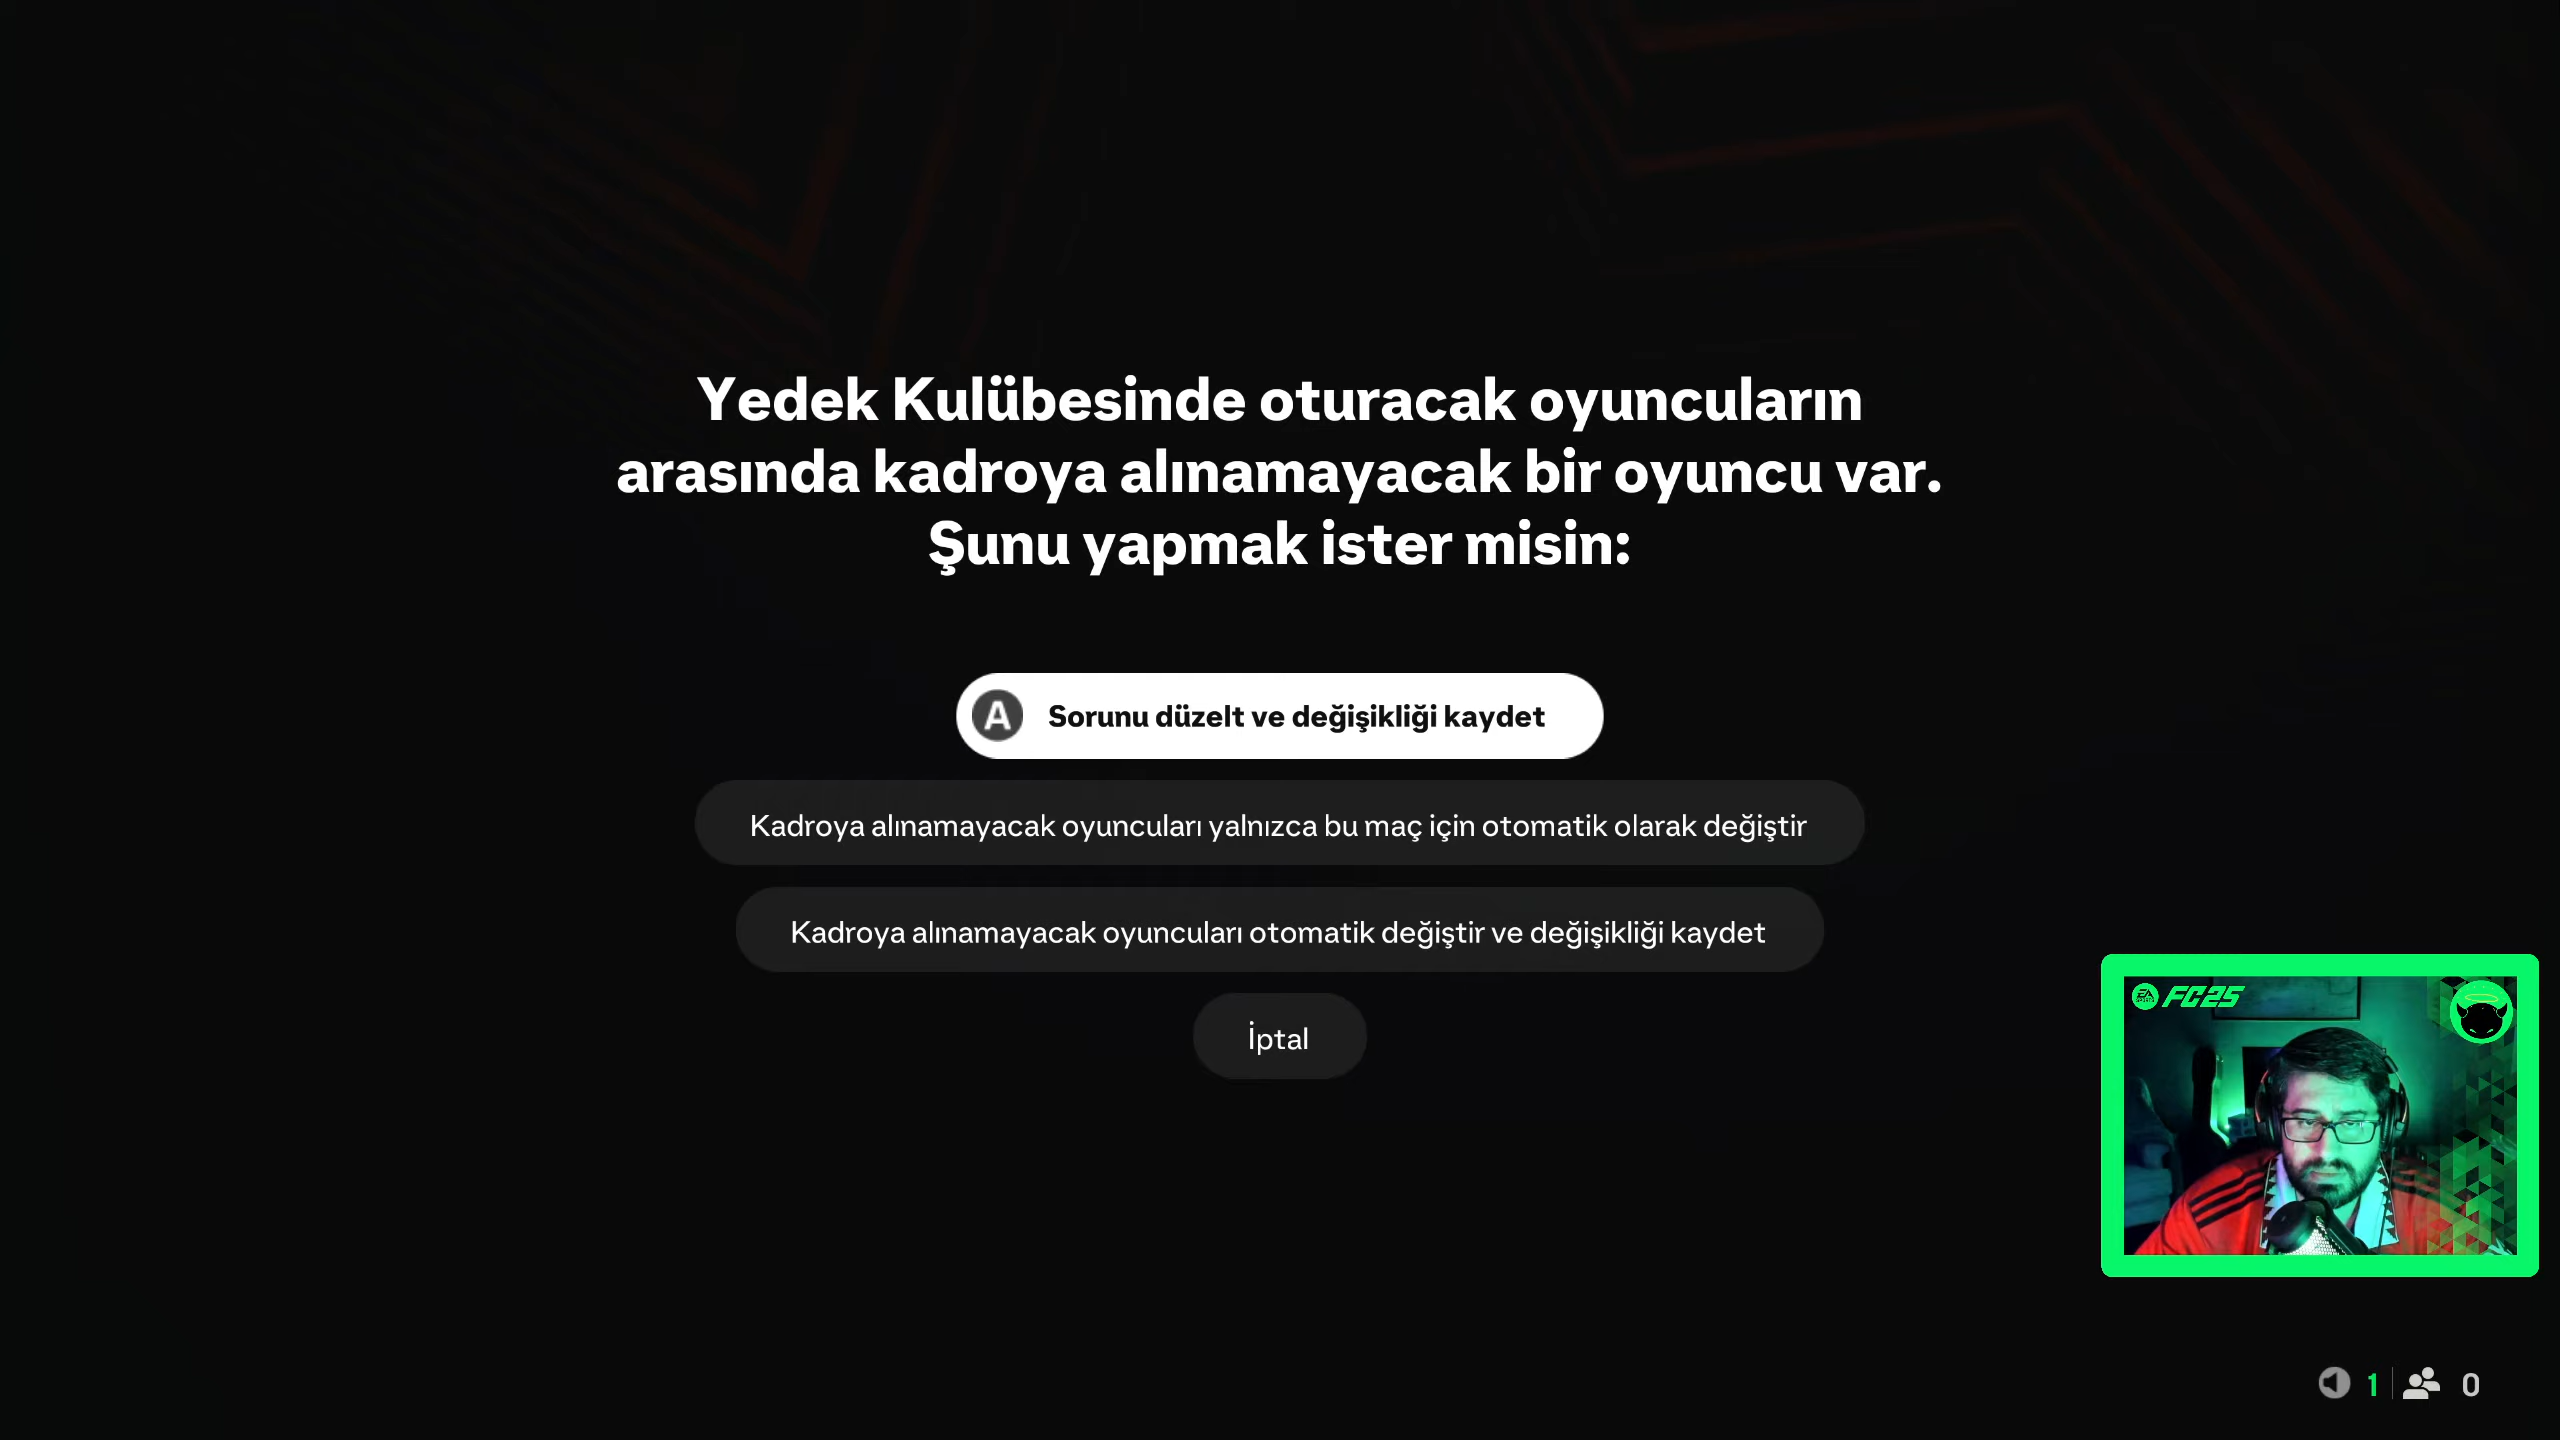 Yedek Kulübesinde oturacak oyuncuların
arasında kadroya alınamayacak bir oyuncu var.
Şunu yapmak ister misin:
A Sorunu düzelt ve değişikliği kaydet
Kadroya alınamayacak oyuncuları yalnızca bu maç için otomatik olarak değiştir
Kadroya alınamayacak oyuncuları otomatik değiştir ve değişikliği kaydet
İptal
EA SPORTS FC25
1 0